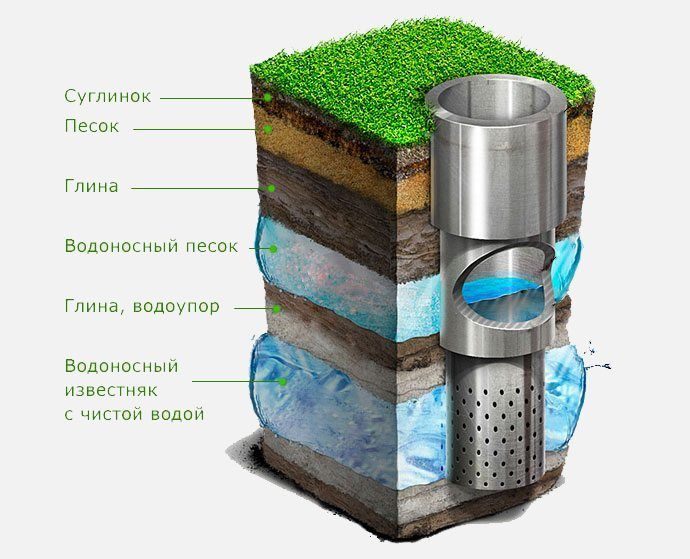 Суглинок
Песок
Глина
Водоносный песок
Глина, водоупор
Водоносный
известняк
с чистой водой